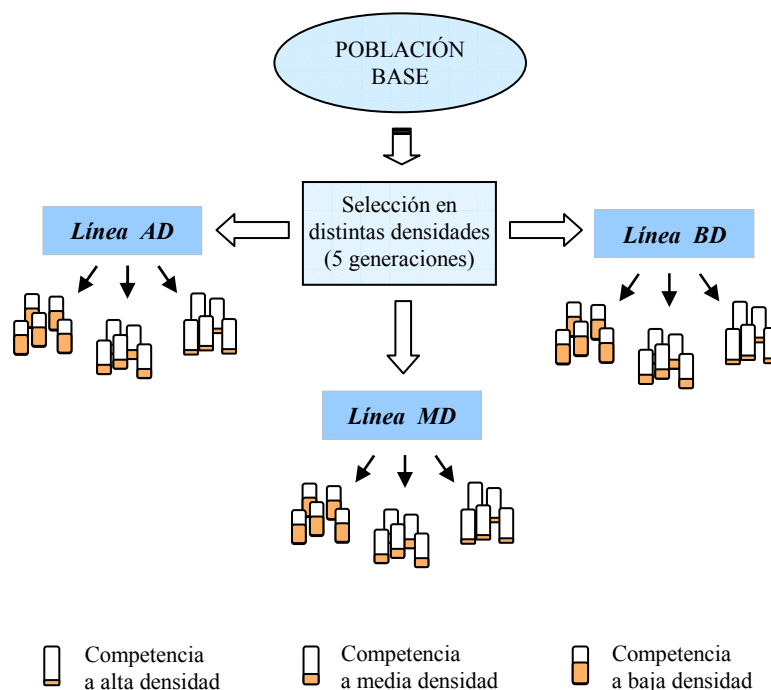 POBLACIÓN
BASE
Selección en
distintas densidades
(5 generaciones)
Línea AD
Línea BD
Línea MD
Competencia
a alta densidad
Competencia
a media densidad
Competencia
a baja densidad